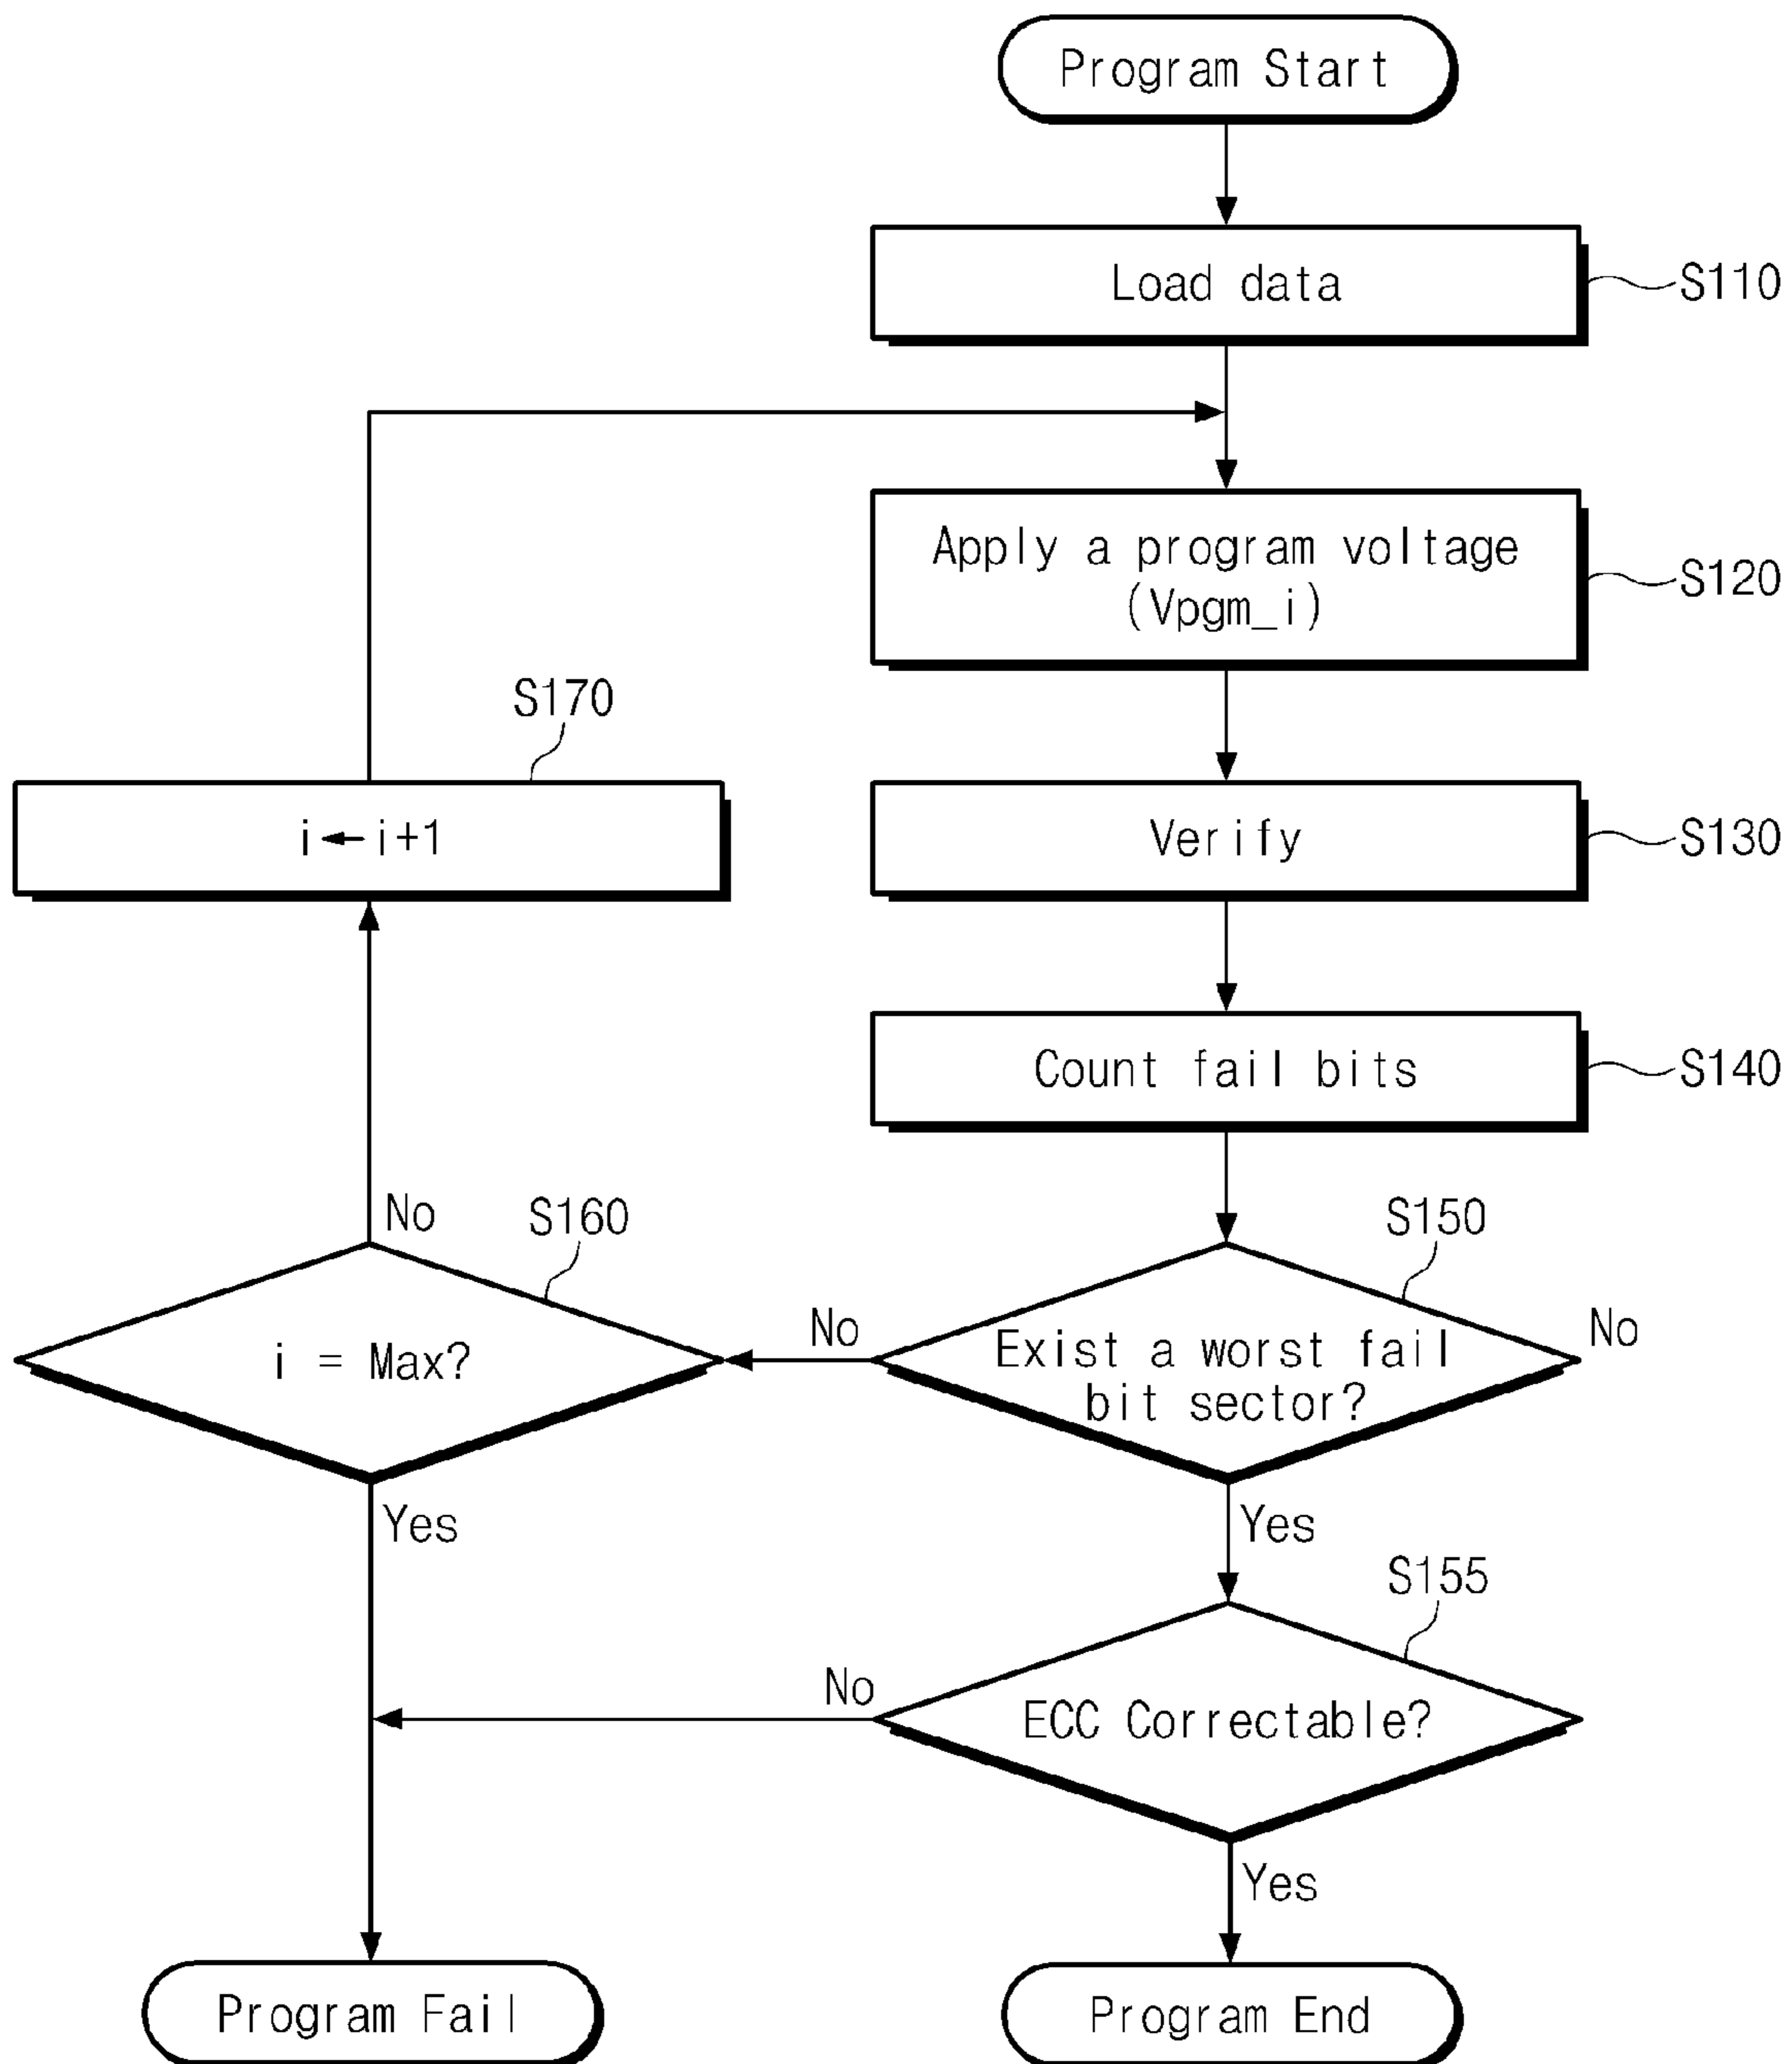 Program Start
Load data
S110
Apply a program voltage
(Vpgm_i)
S120
S170
i←i+1
Verify
S130
Count fail bits
S140
No
S160
S150
i = Max?
No
Exist a worst fail
bit sector?
No
Yes
Yes
S155
No
ECC Correctable?
Yes
Program Fail
Program End